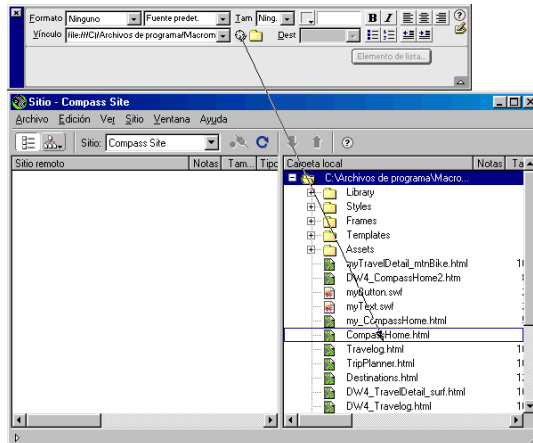 Formato Ninguno Fuente predet. Tam Ning. B I
Vínculo file:///C|/Archivos de programa/Macrom Dest
Elemento de lista...
Sitio - Compass Site
Archivo Edición Ver Sitio Ventana Ayuda
Sitio: Compass Site
Sitio remoto Notas Tam... Tipo Carpeta local Notas Ta
C:\Archivos de programa\Macro...
Library
Styles
Frames
Templates
Assets
myTravelDetail_mtnBike.html
DW4_CompassHome2.htm
myButton.swf
myText.swf
my_CompassHome.html
CompassHome.html
Travelog.html
TripPlanner.html
Destinations.html
DW4_TravelDetail_surf.html
DW4_Travelog.html